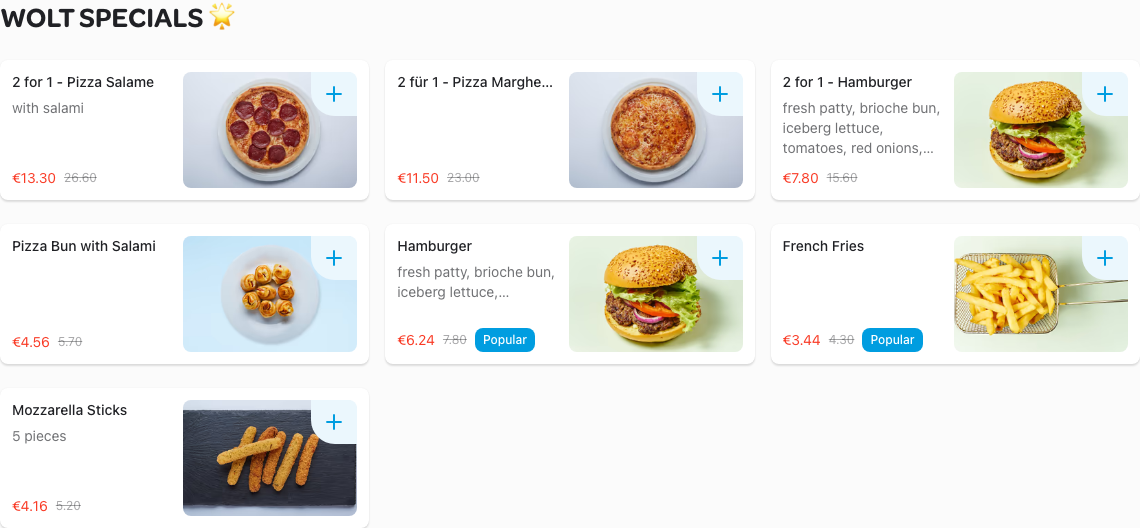 WOLT SPECIALS 🌟
2 for 1 - Pizza Salame
with salami
€13.30 26.60
2 für 1 - Pizza Marghe...
€11.50 23.00
2 for 1 - Hamburger
fresh patty, brioche bun,
iceberg lettuce,
tomatoes, red onions,...
€7.80 15.60
Pizza Bun with Salami
€4.56 5.70
Hamburger
fresh patty, brioche bun,
iceberg lettuce,...
€6.24 7.80 Popular
French Fries
€3.44 4.30 Popular
Mozzarella Sticks
5 pieces
€4.16 5.20